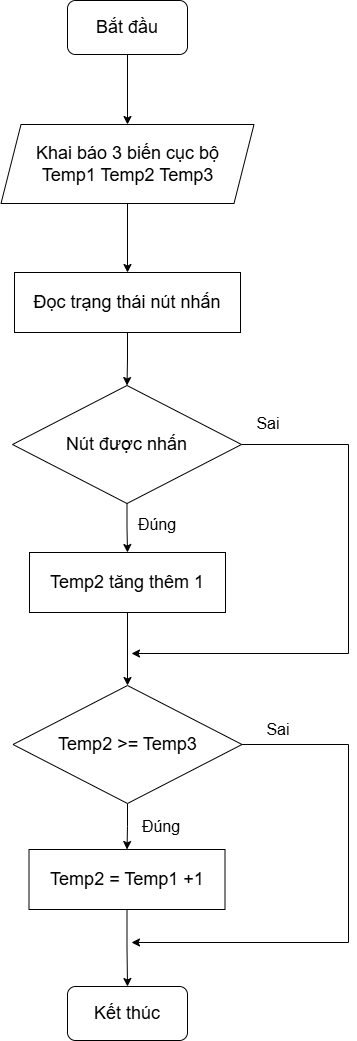 Bắt đầu
Khai báo 3 biến cục bộ
Temp1 Temp2 Temp3
Đọc trạng thái nút nhấn
Nút được nhấn
Sai
Đúng
Temp2 tăng thêm 1
Temp2 >= Temp3
Sai
Đúng
Temp2 = Temp1 +1
Kết thúc